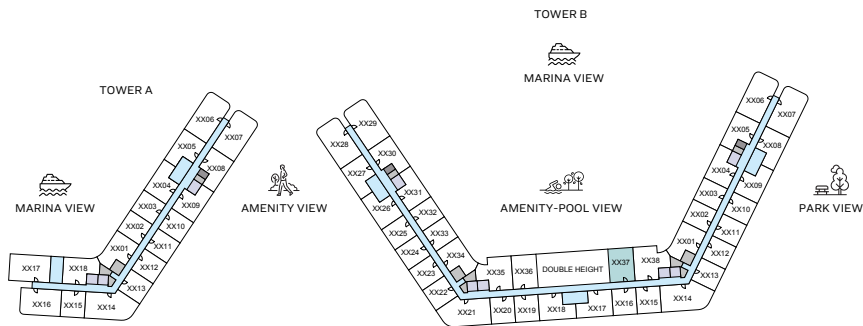 TOWER B
MARINA VIEW
TOWER A
XX06
XX07
XX05
XX08
XX04
XX09
XX03
XX10
XX02
XX11
XX01
XX12
XX13
XX17
XX18
XX16
XX15
XX14
MARINA VIEW
AMENITY VIEW
XX29
XX28
XX30
XX27
XX31
XX26
XX32
XX25
XX33
XX24
XX34
XX23
XX22
XX21
XX35
XX36
DOUBLE HEIGHT
XX37
XX38
XX20
XX19
XX18
XX17
XX16
XX15
XX14
AMENITY-POOL VIEW
XX06
XX07
XX05
XX08
XX04
XX09
XX03
XX10
XX02
XX11
XX01
XX12
XX13
PARK VIEW